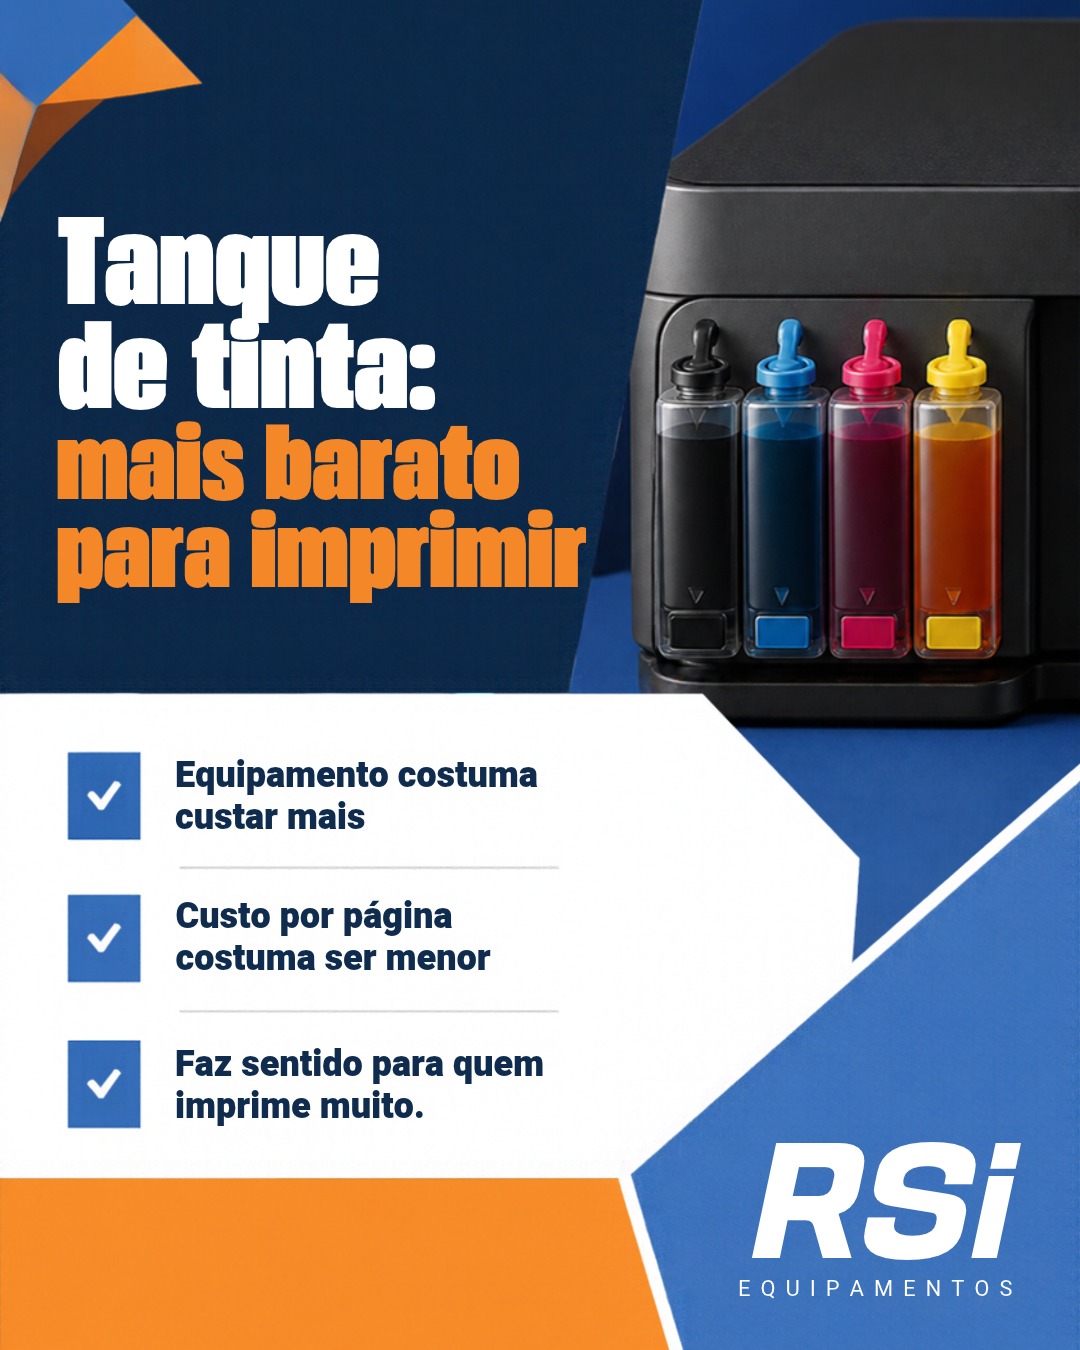 Tanque
de tinta:
mais barato
para imprimir
Equipamento costuma
custar mais
Custo por página
costuma ser menor
Faz sentido para quem
imprime muito.
RSi
EQUIPAMENTOS